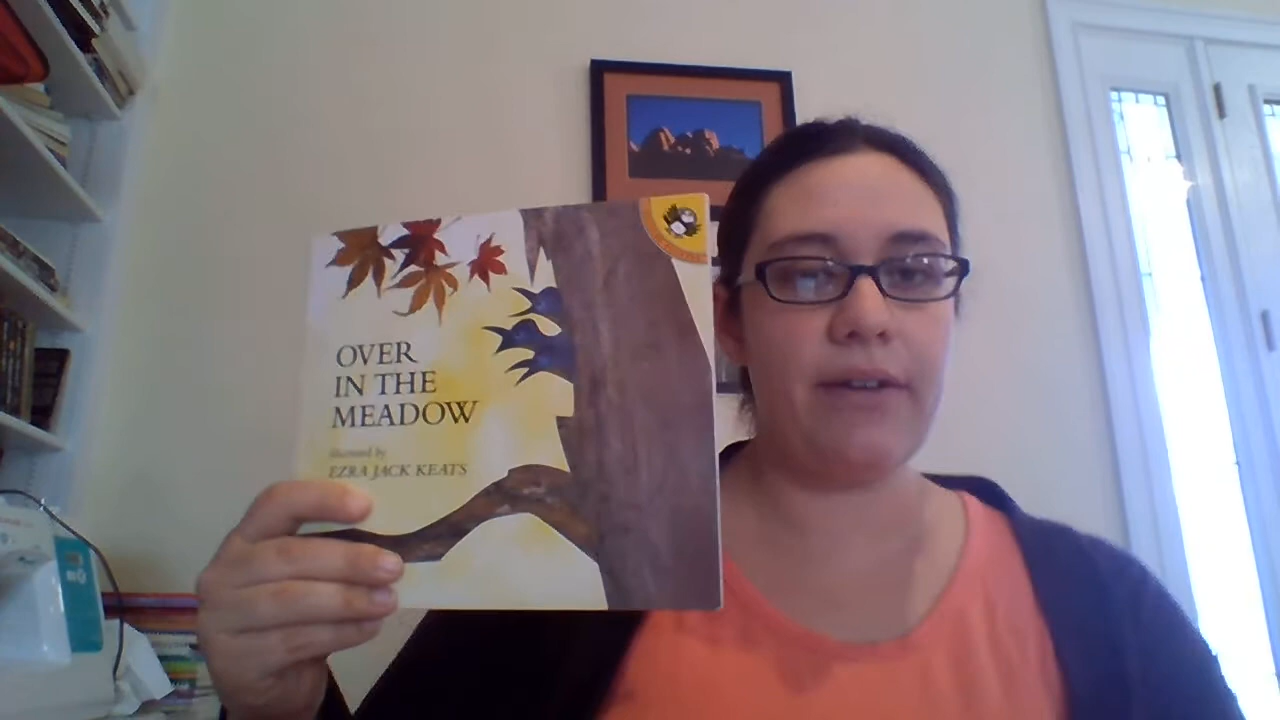 OVER
IN THE
MEADOW
illustrated by
EZRA JACK KEATS